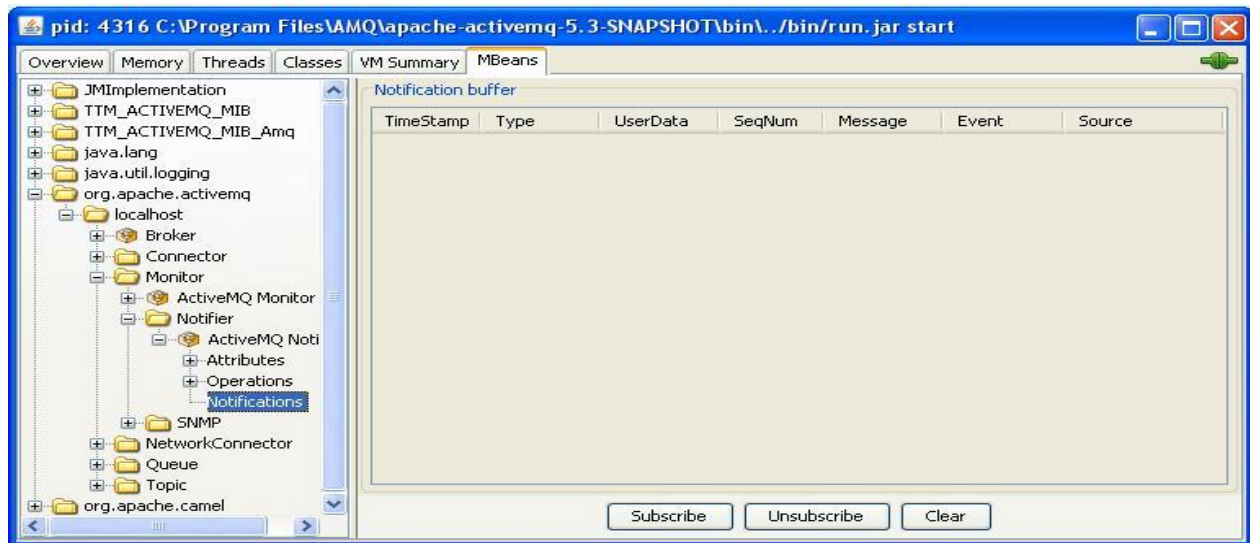 pid: 4316 C:\Program Files\AMQ\apache-activemq-5.3-SNAPSHOT\bin\../bin/run.jar start
Overview Memory Threads Classes VM Summary MBeans
JMImplementation
TTM_ACTIVEMQ_MIB
TTM_ACTIVEMQ_MIB_Amq
java.lang
java.util.logging
org.apache.activemq
localhost
Broker
Connector
Monitor
ActiveMQ Monitor
Notifier
ActiveMQ Noti
Attributes
Operations
Notifications
SNMP
NetworkConnector
Queue
Topic
org.apache.camel
Notification buffer
TimeStamp Type UserData SeqNum Message Event Source
Subscribe Unsubscribe Clear